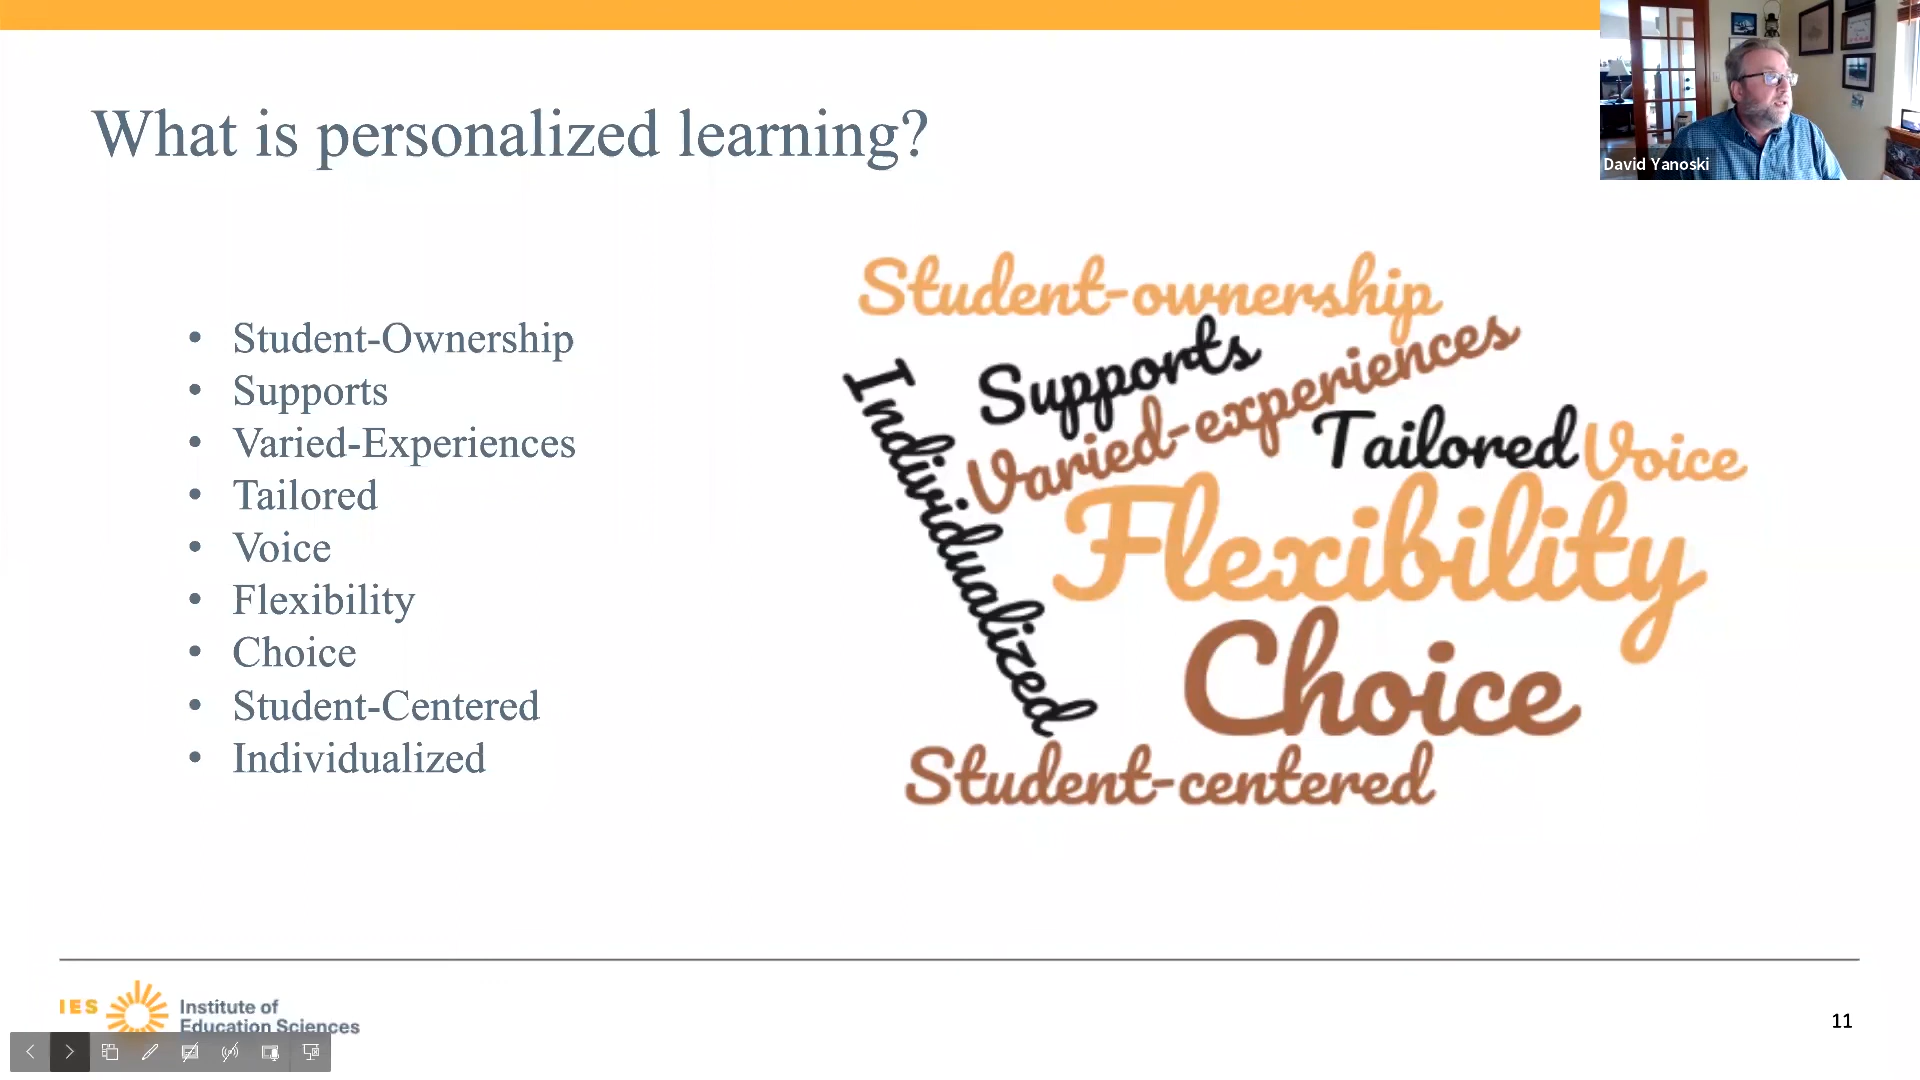 What is personalized learning?
David Yanoski
• Student-Ownership
• Supports
• Varied-Experiences
• Tailored
• Voice
• Flexibility
• Choice
• Student-Centered
• Individualized
Student-ownership
Supports
Varied-experiences
Individualized
Tailored
Voice
Flexibility
Choice
Student-centered
IES
Institute of
Education Sciences
11